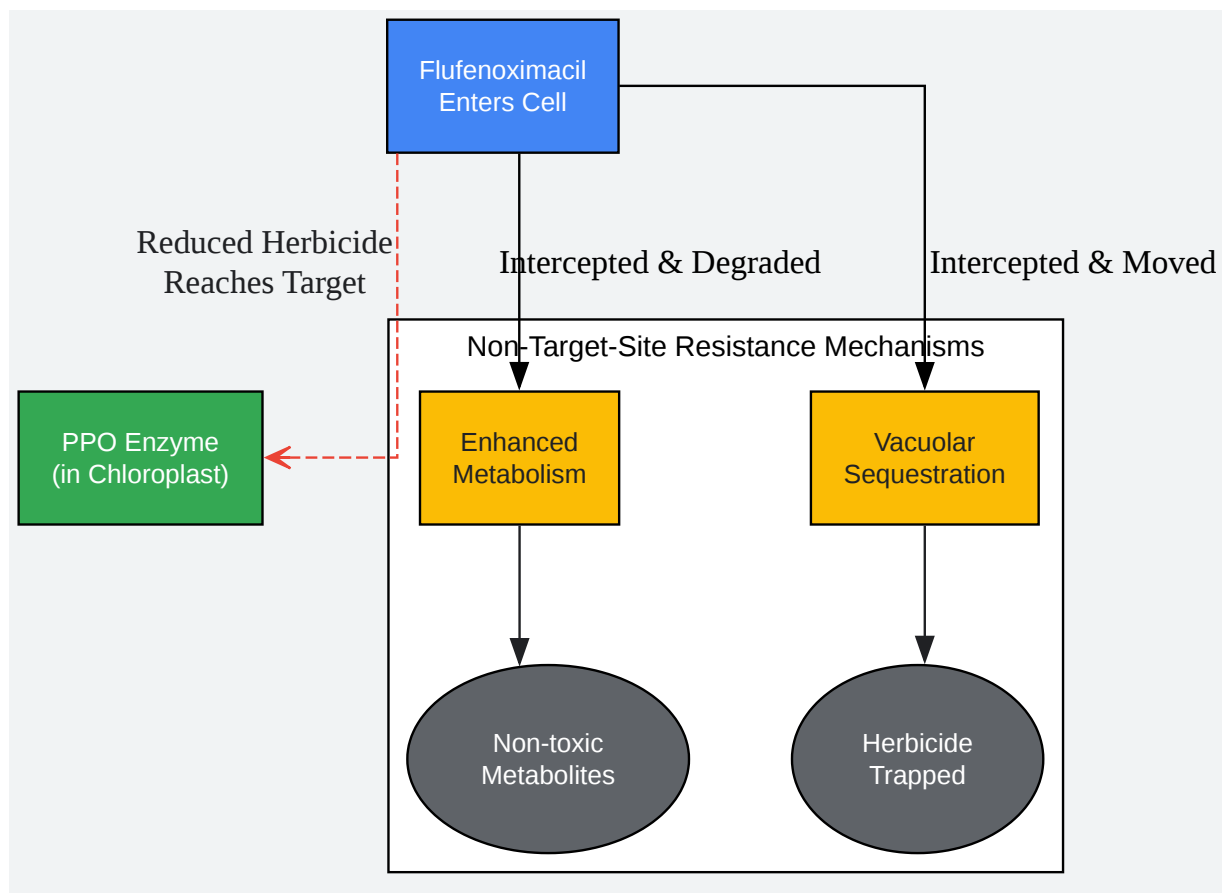 Flufenoximacil
Enters Cell
Reduced Herbicide
Reaches Target
Intercepted & Degraded
Intercepted & Moved
Non-Target-Site Resistance Mechanisms
PPO Enzyme
(in Chloroplast)
Enhanced
Metabolism
Vacuolar
Sequestration
Non-toxic
Metabolites
Herbicide
Trapped